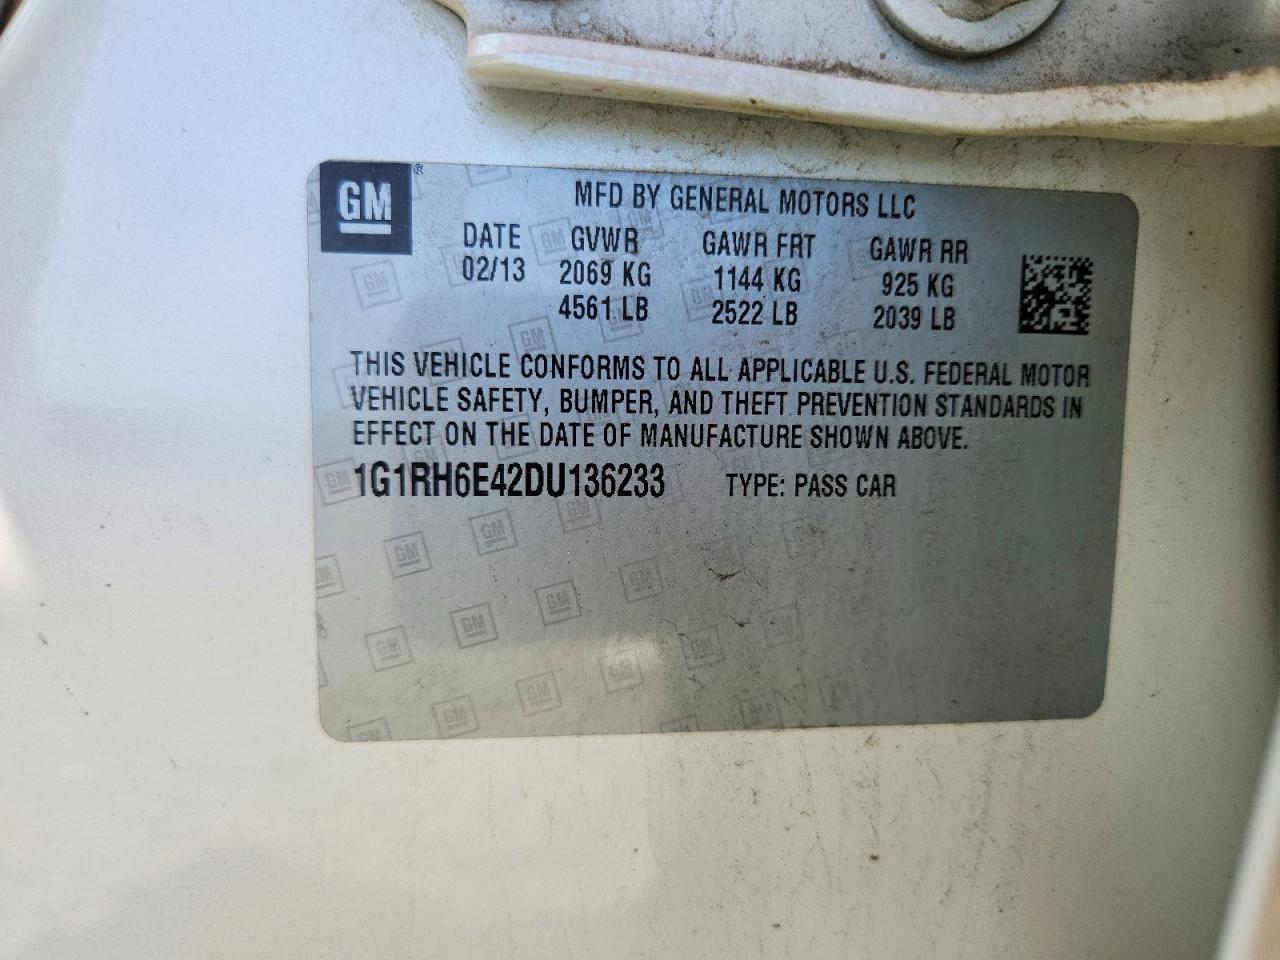 GM®
MFD BY GENERAL MOTORS LLC
DATE GVWR GAWR FRT GAWR RR
02/13 2069 KG 1144 KG 925 KG
4561 LB 2522 LB 2039 LB
THIS VEHICLE CONFORMS TO ALL APPLICABLE U.S. FEDERAL MOTOR
VEHICLE SAFETY, BUMPER, AND THEFT PREVENTION STANDARDS IN
EFFECT ON THE DATE OF MANUFACTURE SHOWN ABOVE.
1G1RH6E42DU136233 TYPE: PASS CAR